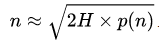 n ≈ √(2H × p(n)).